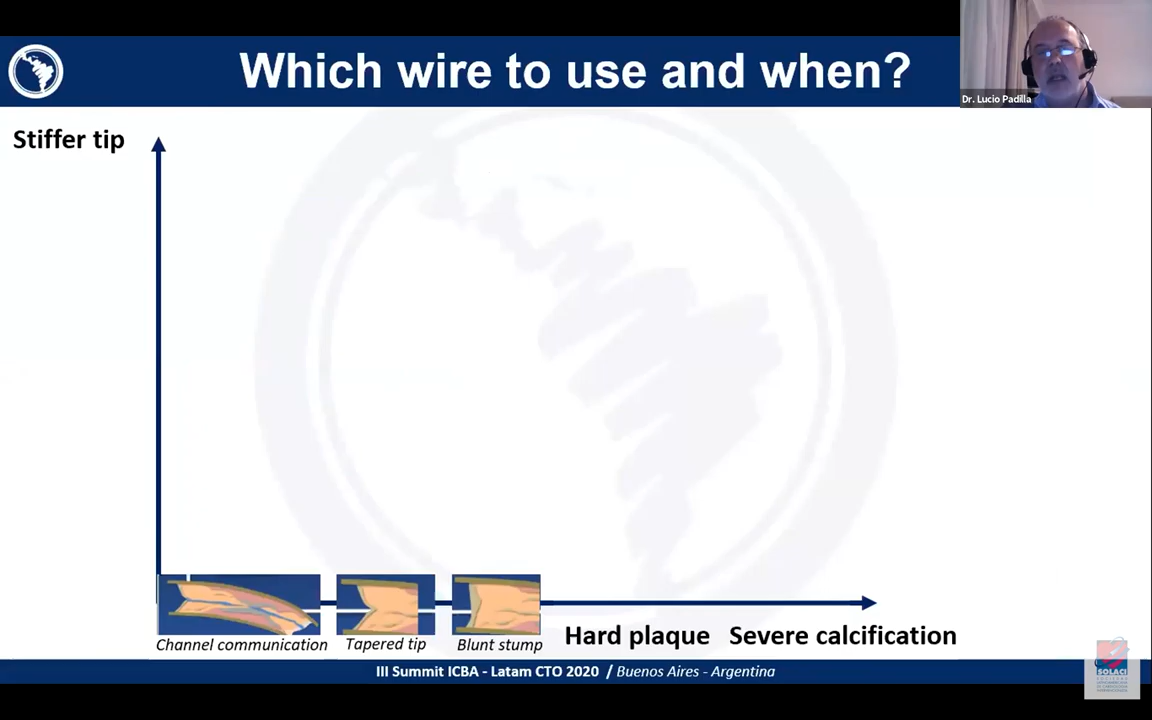 Which wire to use and when?
Dr. Lucio Padilla
Stiffer tip
Channel communication
Tapered tip
Blunt stump
Hard plaque
Severe calcification
III Summit ICBA - Latam CTO 2020 / Buenos Aires - Argentina
SOLACI